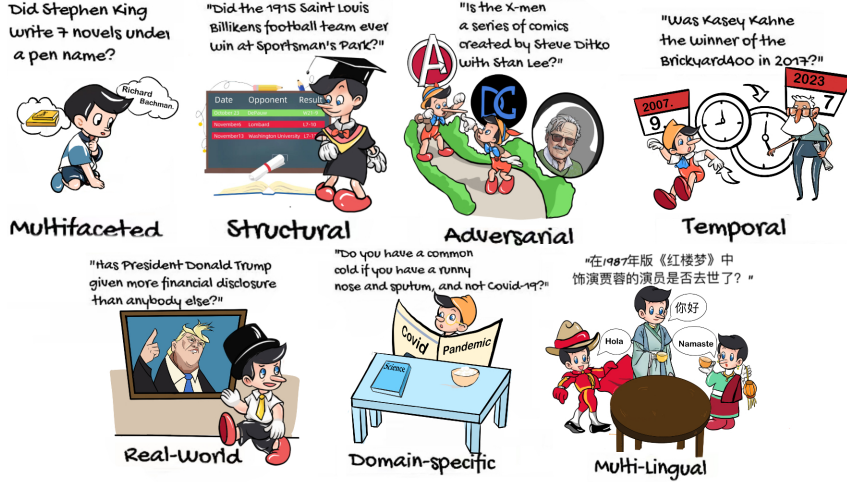 Did Stephen King
write 7 novels under
a pen name?
Richard
Bachman.
Multifaceted
"Did the 1915 Saint Louis
Billikens football team ever
win at Sportsman's Park?"
Date Opponent Result
November6 Lombard L7-10
November13 Washington University
Structural
"Is the X-men
a series of comics
created by Steve Ditko
with Stan Lee?"
A
DC
Adversarial
"Was Kasey Kahne
the winner of the
Brickyard400 in 2017?"
2007.
9
2023
7
Temporal
"Has President Donald Trump
given more financial disclosure
than anybody else?"
Real-World
"Do you have a common
cold if you have a runny
nose and sputum, and not Covid-19?"
Covid
Pandemic
Science
Domain-specific
"在1987年版《红楼梦》中
饰演贾蓉的演员是否去世了？"
你好
Hola
Namaste
Multi-Lingual